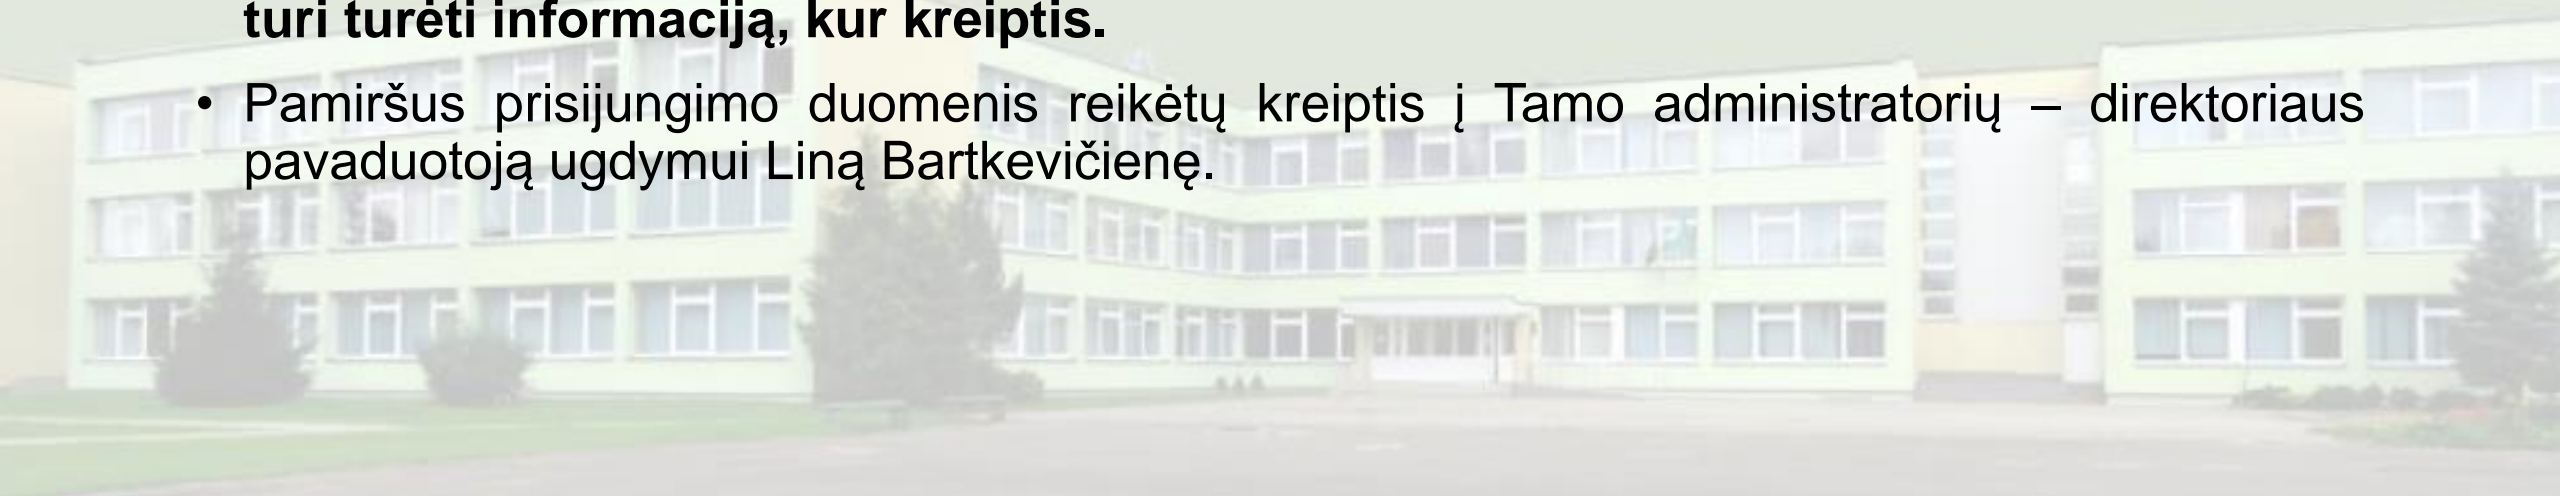 turi turėti informaciją, kur kreiptis.
• Pamiršus prisijungimo duomenis reikėtų kreiptis į Tamo administratorių – direktoriaus
pavaduotoją ugdymui Liną Bartkevičienę.